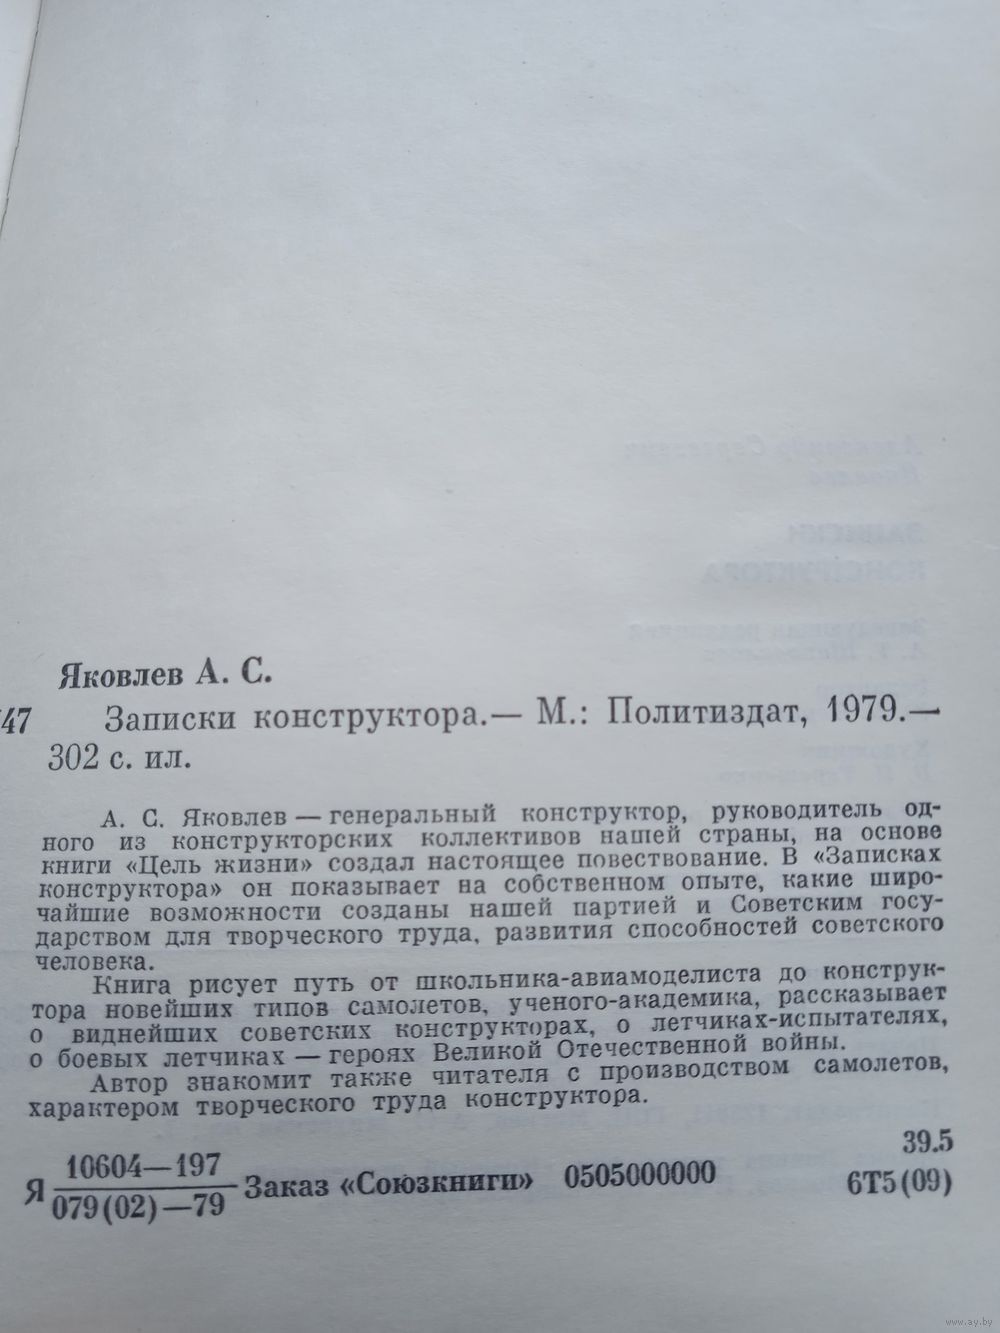 Яковлев А. С.
47 Записки конструктора.— М.: Политиздат, 1979.—
302 с. ил.
А. С. Яковлев — генеральный конструктор, руководитель од-
ного из конструкторских коллективов нашей страны, на основе
книги «Цель жизни» создал настоящее повествование. В «Записках
конструктора» он показывает на собственном опыте, какие широ-
чайшие возможности созданы нашей партией и Советским госу-
дарством для творческого труда, развития способностей советского
человека.
Книга рисует путь от школьника-авиамоделиста до конструк-
тора новейших типов самолетов, ученого-академика, рассказывает
о виднейших советских конструкторах, о летчиках-испытателях,
о боевых летчиках — героях Великой Отечественной войны.
Автор знакомит также читателя с производством самолетов,
характером творческого труда конструктора.
Я 10604—197
079(02)—79 Заказ «Союзкниги» 0505000000
39.5
6Т5(09)
www.ay.by